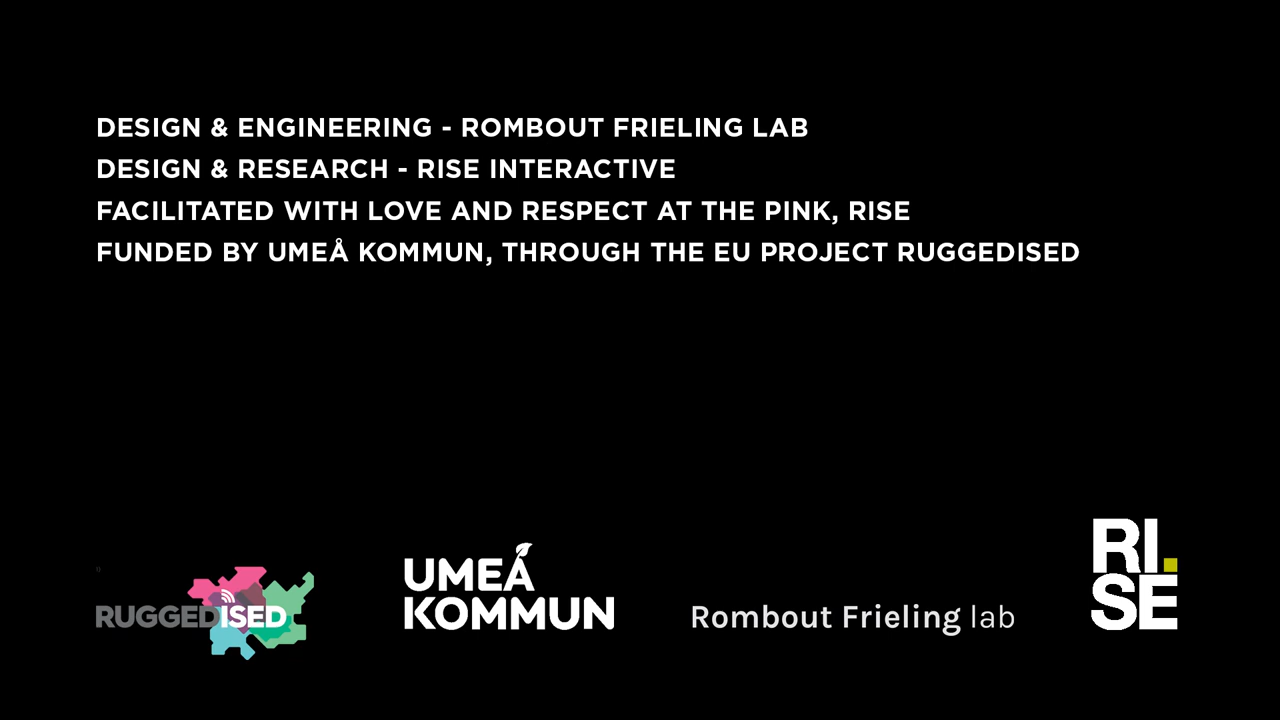 DESIGN & ENGINEERING - ROMBOUT FRIELING LAB
DESIGN & RESEARCH - RISE INTERACTIVE
FACILITATED WITH LOVE AND RESPECT AT THE PINK, RISE
FUNDED BY UMEÅ KOMMUN, THROUGH THE EU PROJECT RUGGEDISED
RUGGEDISED
UMEÅ
KOMMUN
Rombout Frieling lab
RI.
SE